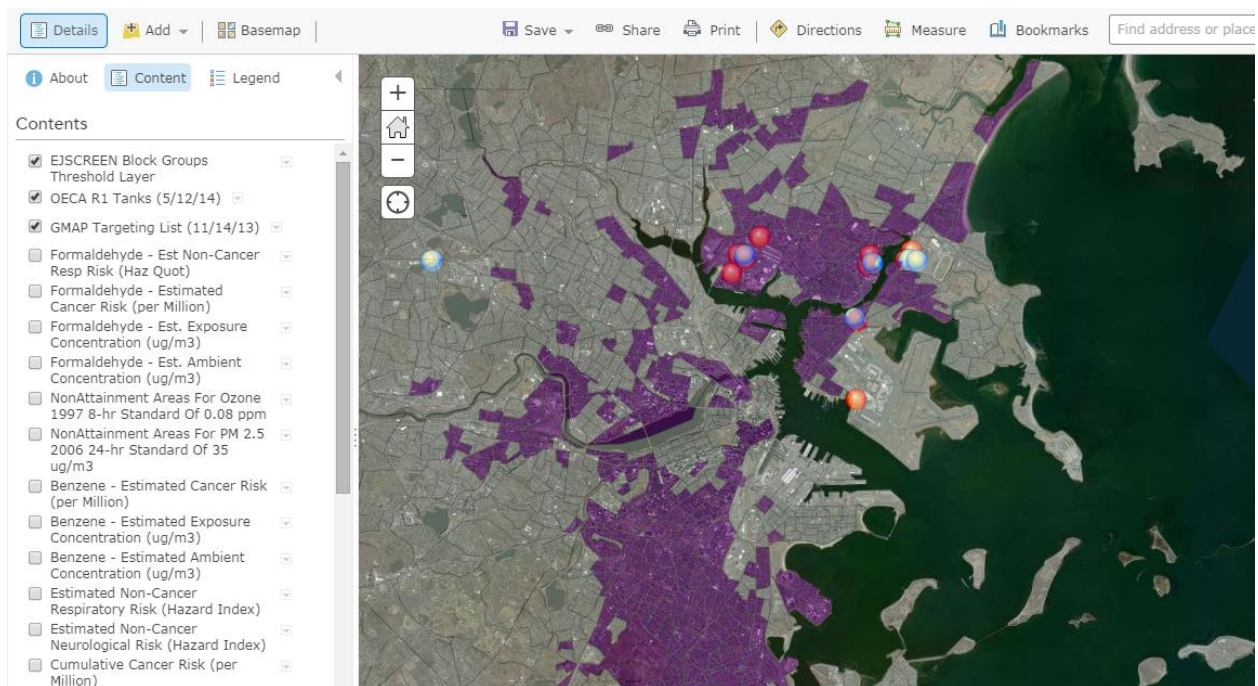 Details Add Basemap Save Share Print Directions Measure Bookmarks Find address or place
About Content Legend
Contents
EJSCREEN Block Groups
Threshold Layer
OECA R1 Tanks (5/12/14)
GMAP Targeting List (11/14/13)
Formaldehyde - Est Non-Cancer
Resp Risk (Haz Quot)
Formaldehyde - Estimated
Cancer Risk (per Million)
Formaldehyde - Est. Exposure
Concentration (ug/m3)
Formaldehyde - Est. Ambient
Concentration (ug/m3)
NonAttainment Areas For Ozone
1997 8-hr Standard Of 0.08 ppm
NonAttainment Areas For PM 2.5
2006 24-hr Standard Of 35
ug/m3
Benzene - Estimated Cancer Risk
(per Million)
Benzene - Estimated Exposure
Concentration (ug/m3)
Benzene - Estimated Ambient
Concentration (ug/m3)
Estimated Non-Cancer
Respiratory Risk (Hazard Index)
Estimated Non-Cancer
Neurological Risk (Hazard Index)
Cumulative Cancer Risk (per
Million)